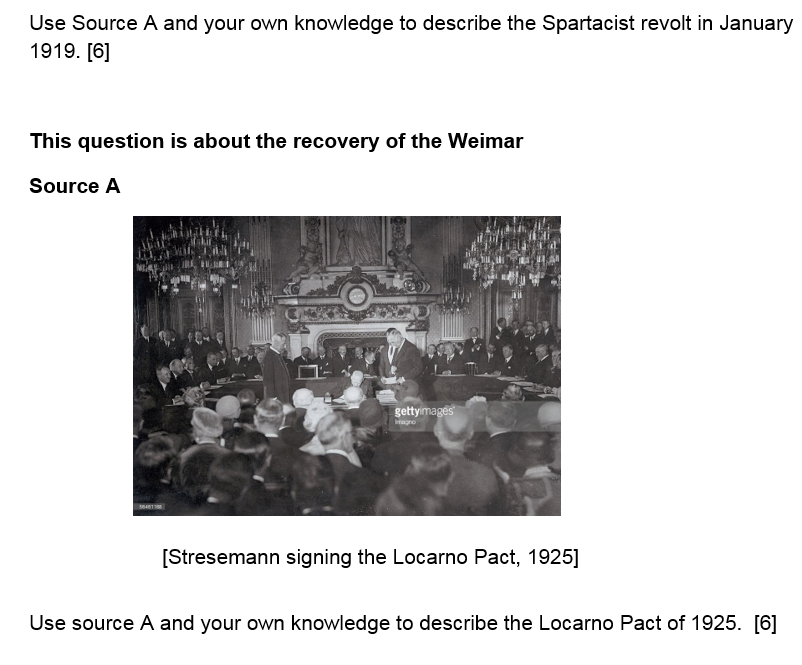 Use Source A and your own knowledge to describe the Spartacist revolt in January
1919. [6]
This question is about the recovery of the Weimar
Source A
gettyimages
Imagno
[Stresemann signing the Locarno Pact, 1925]
Use source A and your own knowledge to describe the Locarno Pact of 1925.  [6]